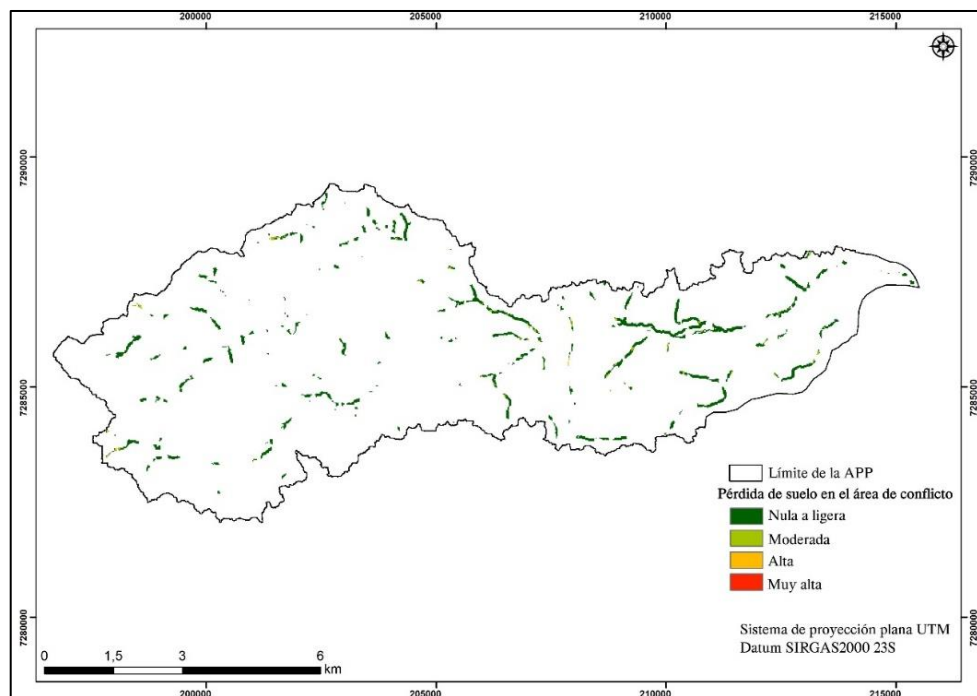 200000 205000 210000 215000
7290000 7290000
7285000 7285000
Límite de la APP
Pérdida de suelo en el área de conflicto
Nula a ligera
Moderada
Alta
Muy alta
7280000 7280000
Sistema de proyección plana UTM
Datum SIRGAS2000 23S
0 1,5 3 6
km
200000 205000 210000 215000